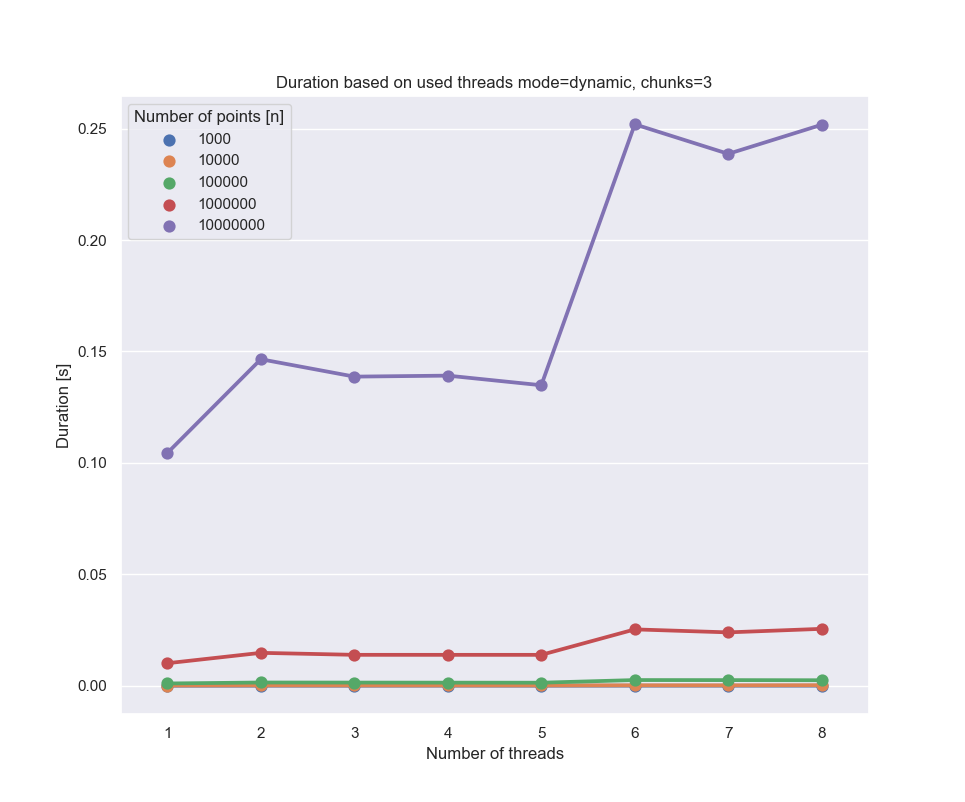 Duration based on used threads mode=dynamic, chunks=3
Number of points [n]
1000
10000
100000
1000000
10000000
0.25
0.20
0.15
0.10
0.05
0.00
Duration [s]
1 2 3 4 5 6 7 8
Number of threads